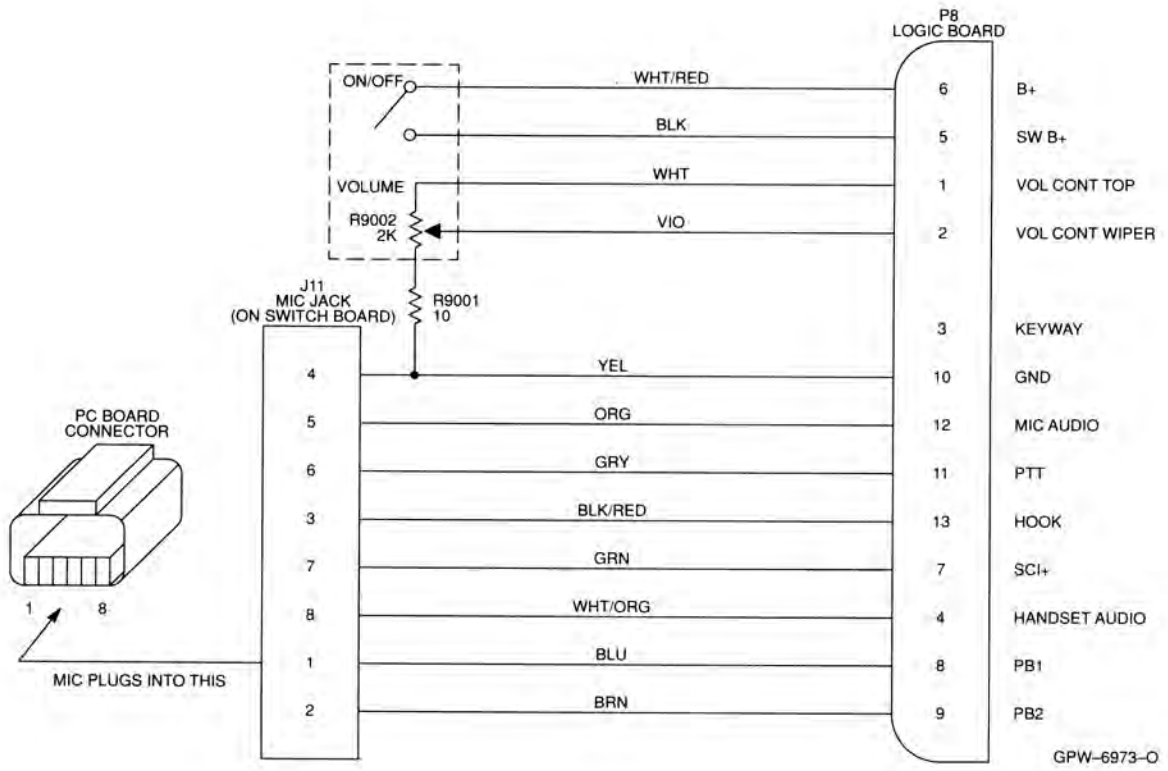 P8
LOGIC BOARD
ON/OFF WHT/RED 6 B+
BLK 5 SW B+
VOLUME WHT 1 VOL CONT TOP
R9002
2K
VIO 2 VOL CONT WIPER
J11
MIC JACK
(ON SWITCH BOARD)
R9001
10
3 KEYWAY
4 YEL 10 GND
5 ORG 12 MIC AUDIO
PC BOARD
CONNECTOR
6 GRY 11 PTT
3 BLK/RED 13 HOOK
7 GRN 7 SCI+
1 8
8 WHT/ORG 4 HANDSET AUDIO
1 BLU 8 PB1
MIC PLUGS INTO THIS
2 BRN 9 PB2
GPW-6973-O